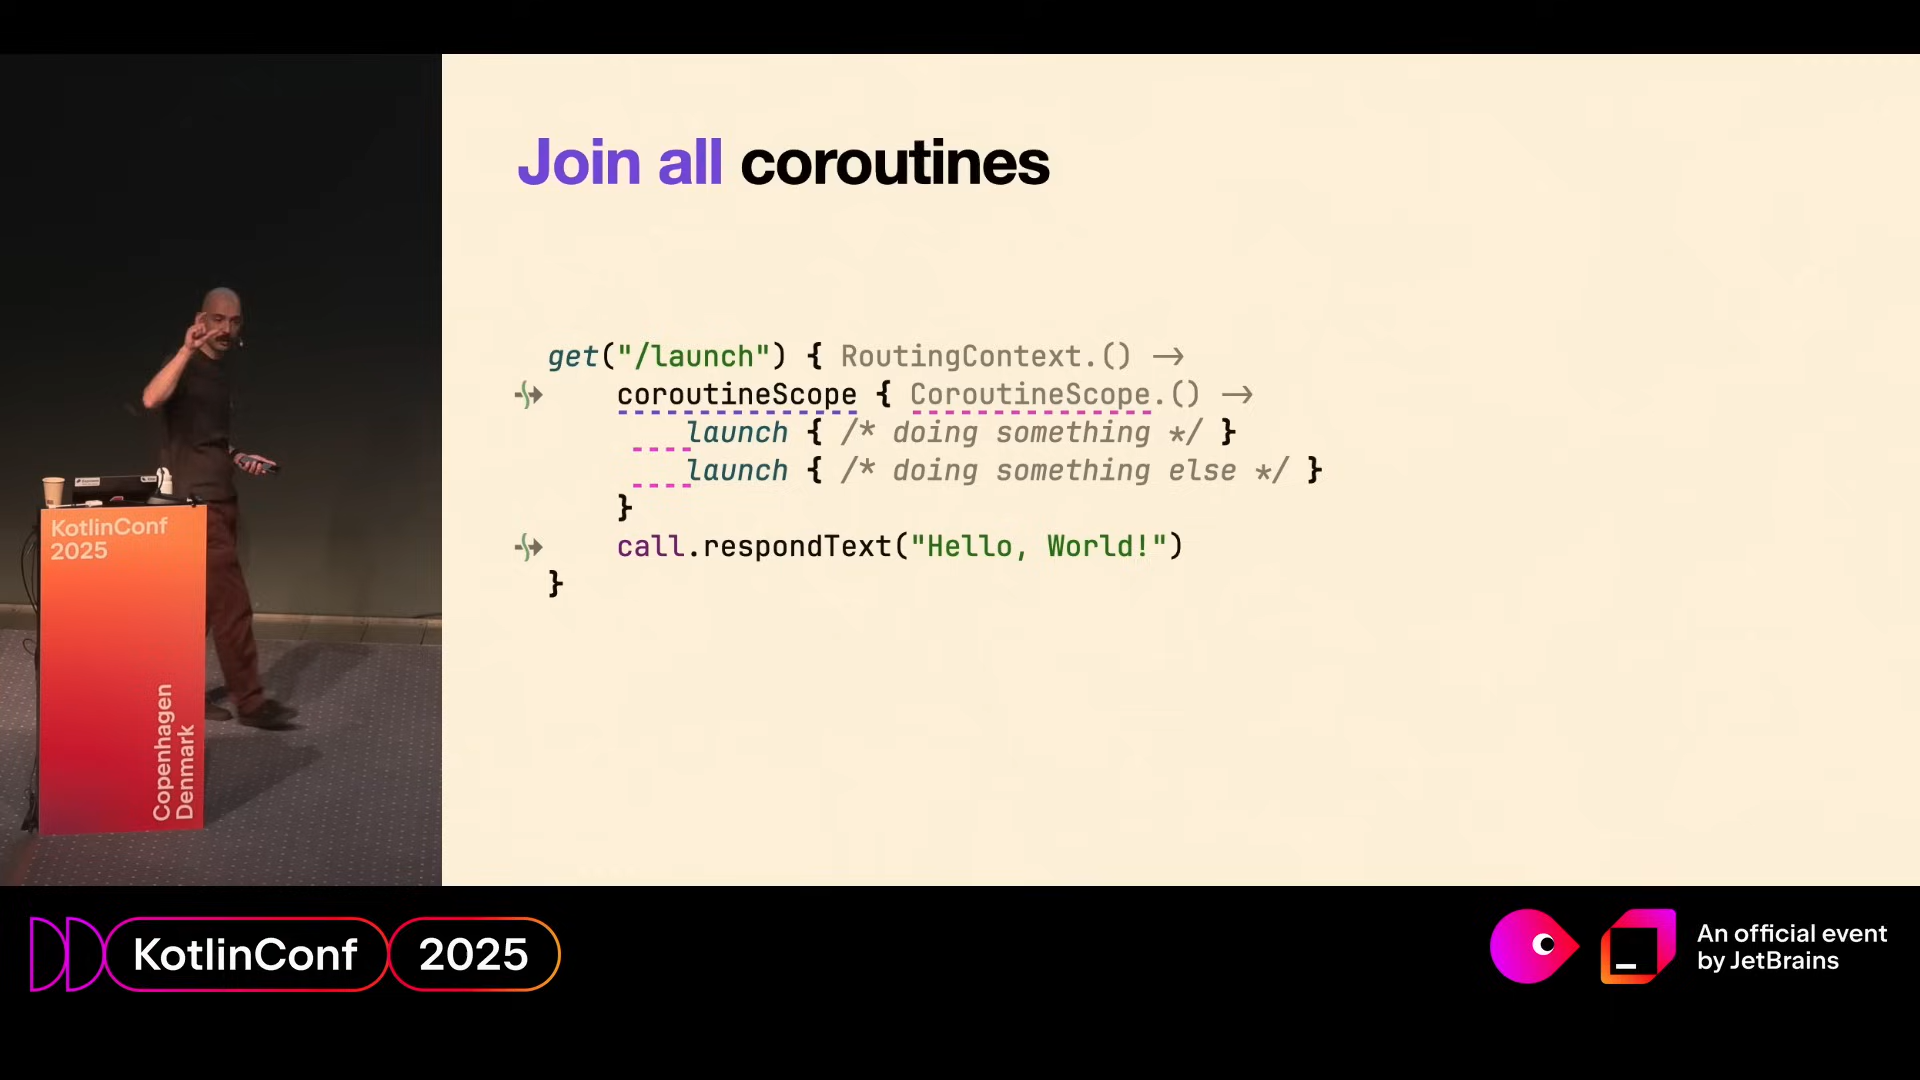 Join all coroutines
get("/launch") { RoutingContext.() →
coroutineScope { CoroutineScope.() →
launch { /* doing something */ }
launch { /* doing something else */ }
}
call.respondText("Hello, World!")
}
KotlinConf
2025
Copenhagen
Denmark
KotlinConf 2025
An official event
by JetBrains